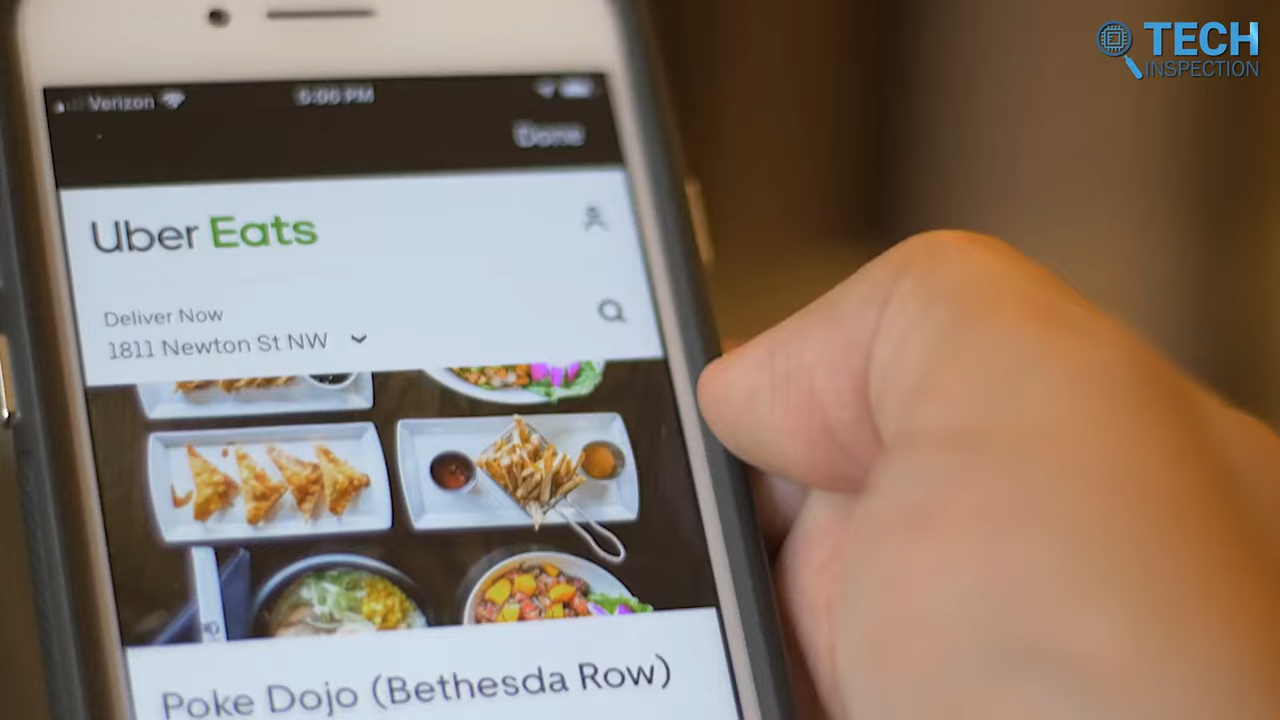 TECH
INSPECTION
Verizon
5:06 PM
Done
Uber Eats
Deliver Now
1811 Newton St NW
Poke Dojo (Bethesda Row)